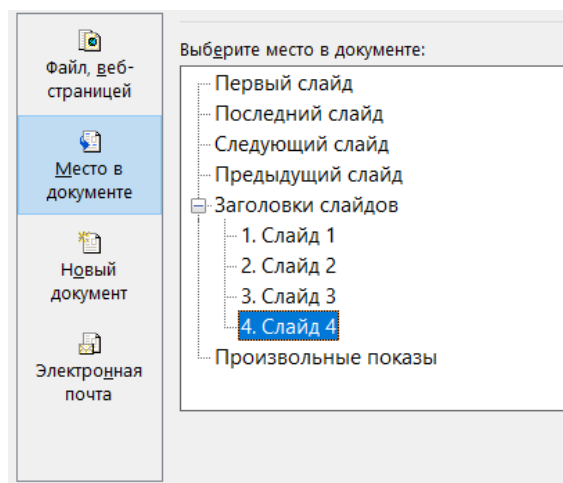 Файл, веб-
страницей
Место в
документе
Новый
документ
Электронная
почта
Выберите место в документе:
Первый слайд
Последний слайд
Следующий слайд
Предыдущий слайд
Заголовки слайдов
1. Слайд 1
2. Слайд 2
3. Слайд 3
4. Слайд 4
Произвольные показы